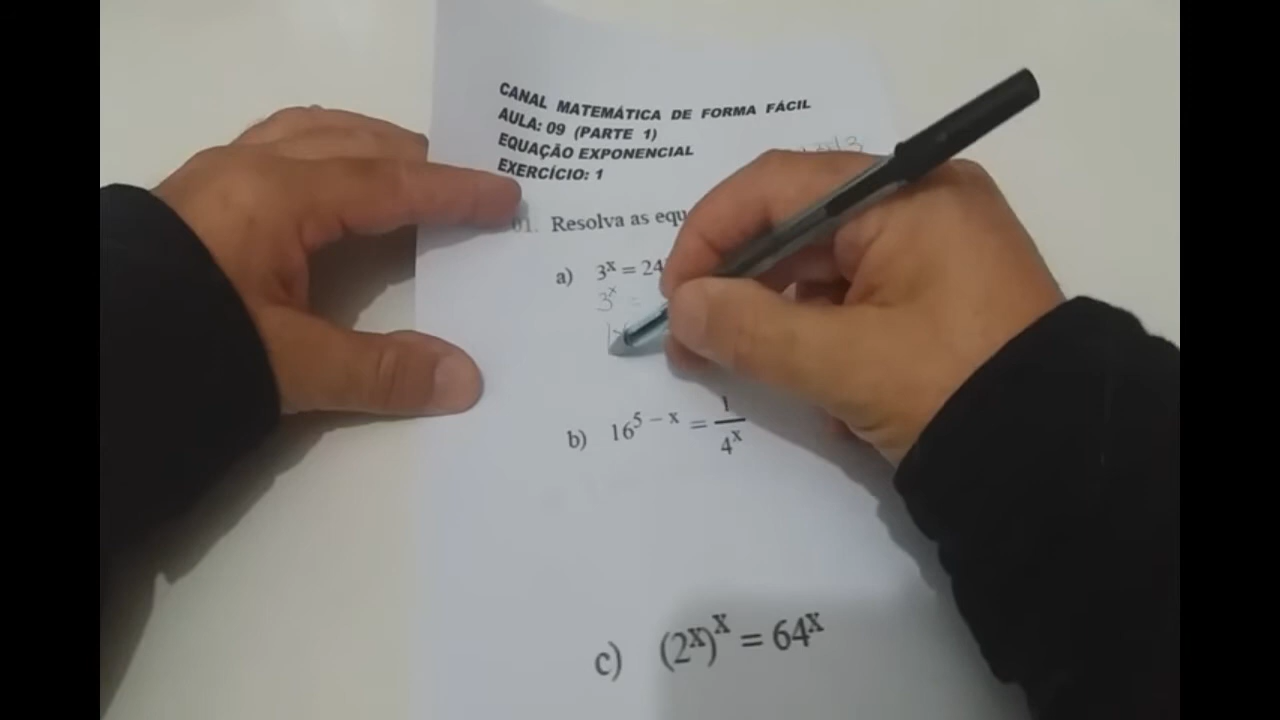 CANAL MATEMÁTICA DE FORMA FÁCIL
AULA: 09 (PARTE 1)
EQUAÇÃO EXPONENCIAL
EXERCÍCIO: 1
01. Resolva as equ
a) 3ˣ = 24
3ˣ =
b) 16⁵ ⁻ ˣ = 1/4ˣ
c) (2ˣ)ˣ = 64ˣ